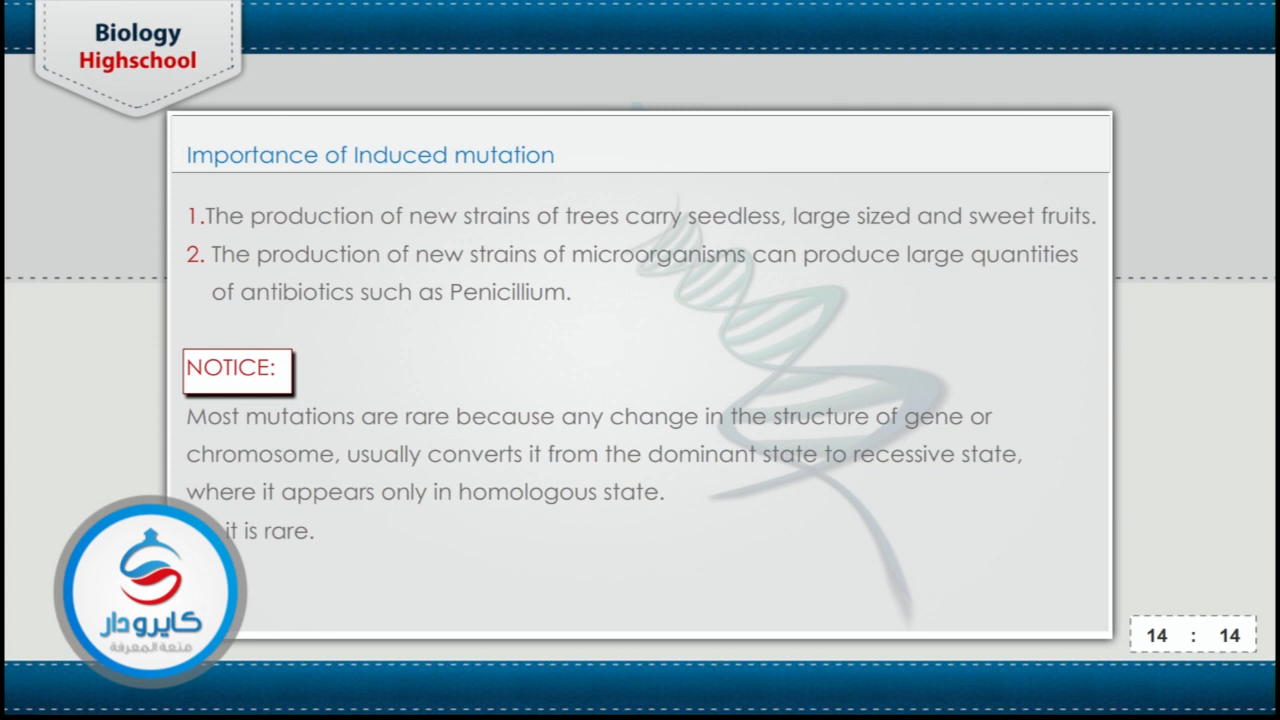 Biology
Highschool
Importance of Induced mutation
1.The production of new strains of trees carry seedless, large sized and sweet fruits.
2. The production of new strains of microorganisms can produce large quantities
of antibiotics such as Penicillium.
NOTICE:
Most mutations are rare because any change in the structure of gene or
chromosome, usually converts it from the dominant state to recessive state,
where it appears only in homologous state.
it is rare.
كايرودار
متعة المعرفة
14 : 14